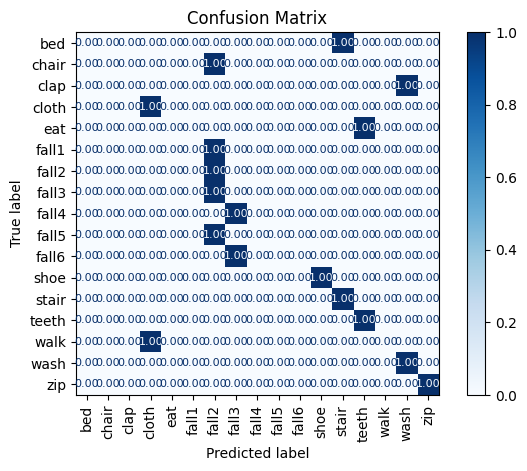 Confusion Matrix
True label
bed 0.00 0.00 0.00 0.00 0.00 0.00 0.00 0.00 0.00 0.00 0.00 0.00 1.00 0.00 0.00 0.00 0.00
chair 0.00 0.00 0.00 0.00 0.00 0.00 1.00 0.00 0.00 0.00 0.00 0.00 0.00 0.00 0.00 0.00 0.00
clap 0.00 0.00 0.00 0.00 0.00 0.00 0.00 0.00 0.00 0.00 0.00 0.00 0.00 0.00 0.00 1.00 0.00
cloth 0.00 0.00 0.00 1.00 0.00 0.00 0.00 0.00 0.00 0.00 0.00 0.00 0.00 0.00 0.00 0.00 0.00
eat 0.00 0.00 0.00 0.00 0.00 0.00 0.00 0.00 0.00 0.00 0.00 0.00 0.00 1.00 0.00 0.00 0.00
fall1 0.00 0.00 0.00 0.00 0.00 0.00 1.00 0.00 0.00 0.00 0.00 0.00 0.00 0.00 0.00 0.00 0.00
fall2 0.00 0.00 0.00 0.00 0.00 0.00 1.00 0.00 0.00 0.00 0.00 0.00 0.00 0.00 0.00 0.00 0.00
fall3 0.00 0.00 0.00 0.00 0.00 0.00 1.00 0.00 0.00 0.00 0.00 0.00 0.00 0.00 0.00 0.00 0.00
fall4 0.00 0.00 0.00 0.00 0.00 0.00 0.00 1.00 0.00 0.00 0.00 0.00 0.00 0.00 0.00 0.00 0.00
fall5 0.00 0.00 0.00 0.00 0.00 0.00 1.00 0.00 0.00 0.00 0.00 0.00 0.00 0.00 0.00 0.00 0.00
fall6 0.00 0.00 0.00 0.00 0.00 0.00 0.00 1.00 0.00 0.00 0.00 0.00 0.00 0.00 0.00 0.00 0.00
shoe 0.00 0.00 0.00 0.00 0.00 0.00 0.00 0.00 0.00 0.00 0.00 1.00 0.00 0.00 0.00 0.00 0.00
stair 0.00 0.00 0.00 0.00 0.00 0.00 0.00 0.00 0.00 0.00 0.00 0.00 1.00 0.00 0.00 0.00 0.00
teeth 0.00 0.00 0.00 0.00 0.00 0.00 0.00 0.00 0.00 0.00 0.00 0.00 0.00 1.00 0.00 0.00 0.00
walk 0.00 0.00 0.00 1.00 0.00 0.00 0.00 0.00 0.00 0.00 0.00 0.00 0.00 0.00 0.00 0.00 0.00
wash 0.00 0.00 0.00 0.00 0.00 0.00 0.00 0.00 0.00 0.00 0.00 0.00 0.00 0.00 0.00 1.00 0.00
zip 0.00 0.00 0.00 0.00 0.00 0.00 0.00 0.00 0.00 0.00 0.00 0.00 0.00 0.00 0.00 0.00 1.00
bed chair clap cloth eat fall1 fall2 fall3 fall4 fall5 fall6 shoe stair teeth walk wash zip
Predicted label
1.0
0.8
0.6
0.4
0.2
0.0